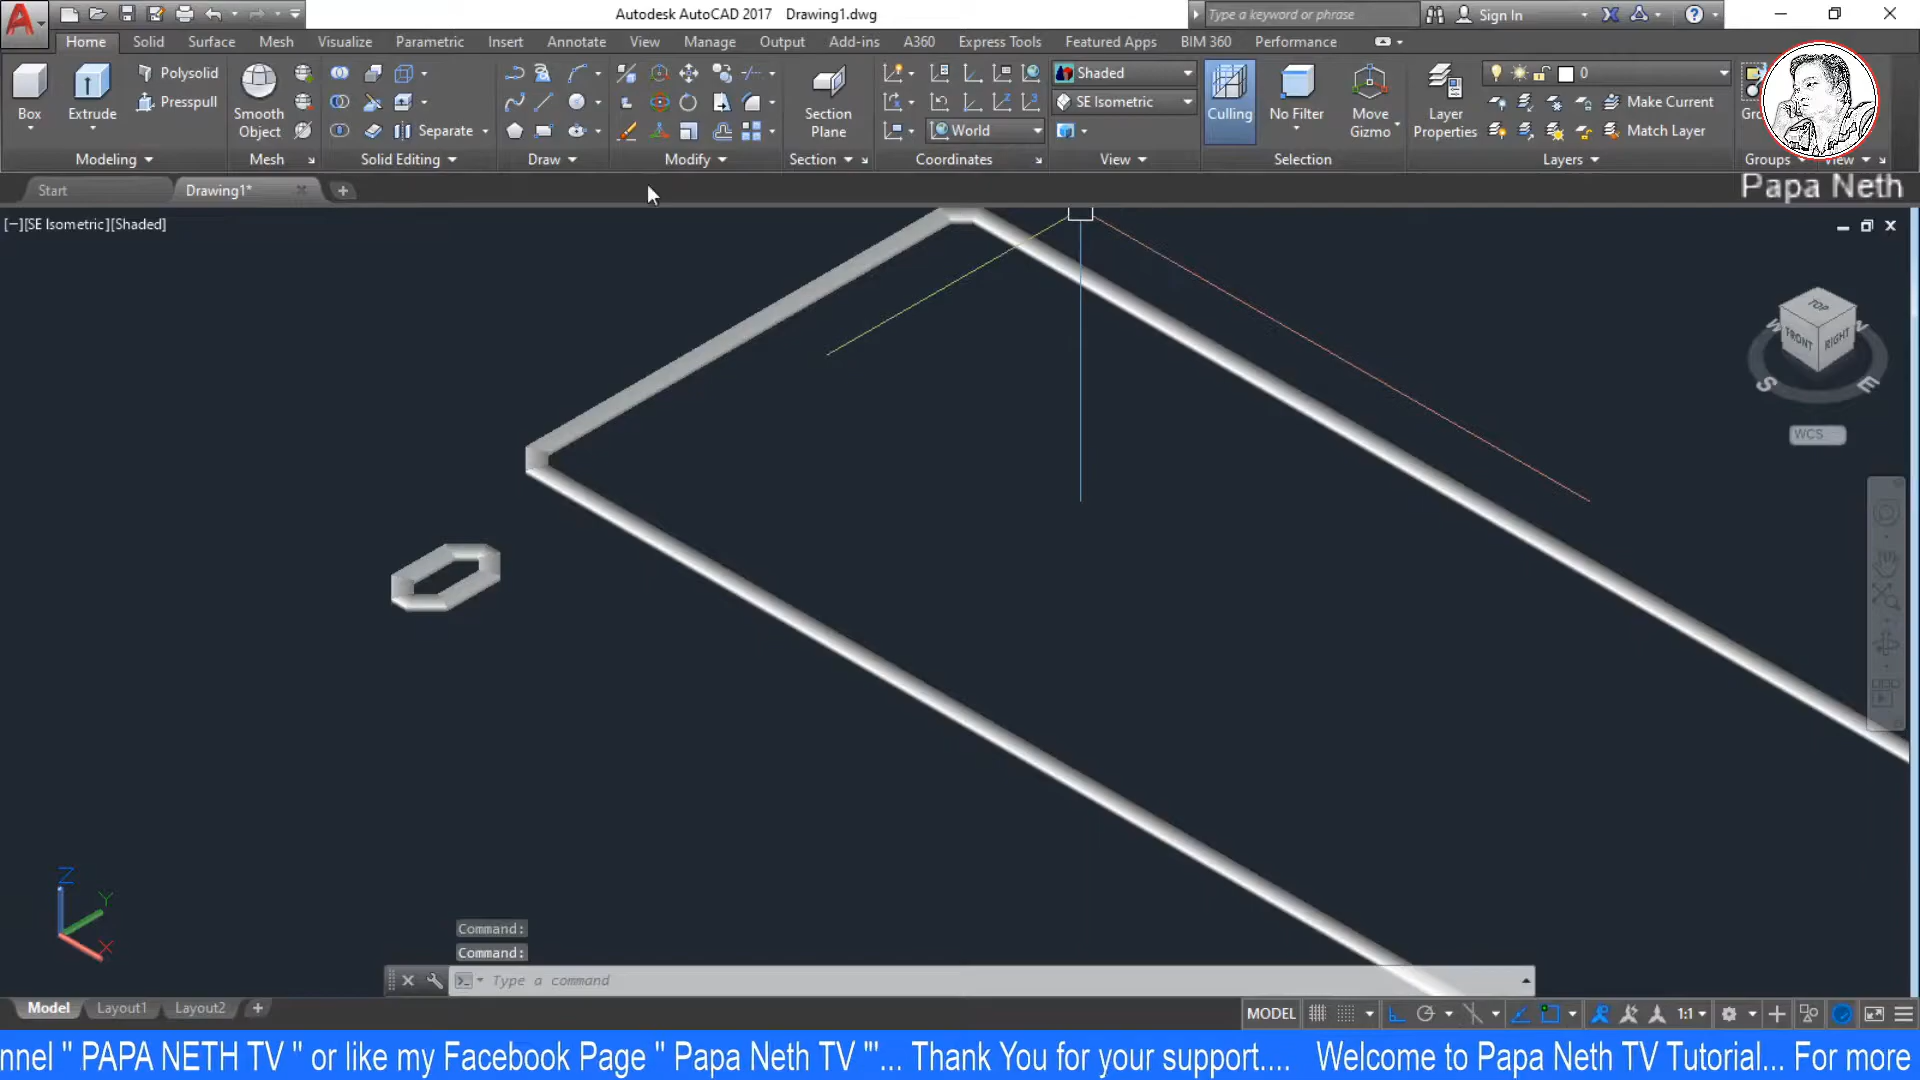 Autodesk AutoCAD 2017 Drawing1.dwg
Type a keyword or phrase
Sign In
Home Solid Surface Mesh Visualize Parametric Insert Annotate View Manage Output Add-ins A360 Express Tools Featured Apps BIM 360 Performance
Box
Extrude
Polysolid
Presspull
Modeling
Smooth Object
Mesh
Separate
Solid Editing
Draw
Modify
Section Plane
Section
World
Coordinates
Shaded
SE Isometric
View
Culling
No Filter
Move Gizmo
Selection
Layer Properties
0
Make Current
Match Layer
Layers
Groups
View
Start
Drawing1*
Papa Neth
[−][SE Isometric][Shaded]
TOP
FRONT
RIGHT
W
N
S
E
WCS
Z
Y
X
Command:
Command:
Type a command
Model Layout1 Layout2
MODEL
1:1
nnel " PAPA NETH TV " or like my Facebook Page " Papa Neth TV "'... Thank You for your support.... Welcome to Papa Neth TV Tutorial... For more